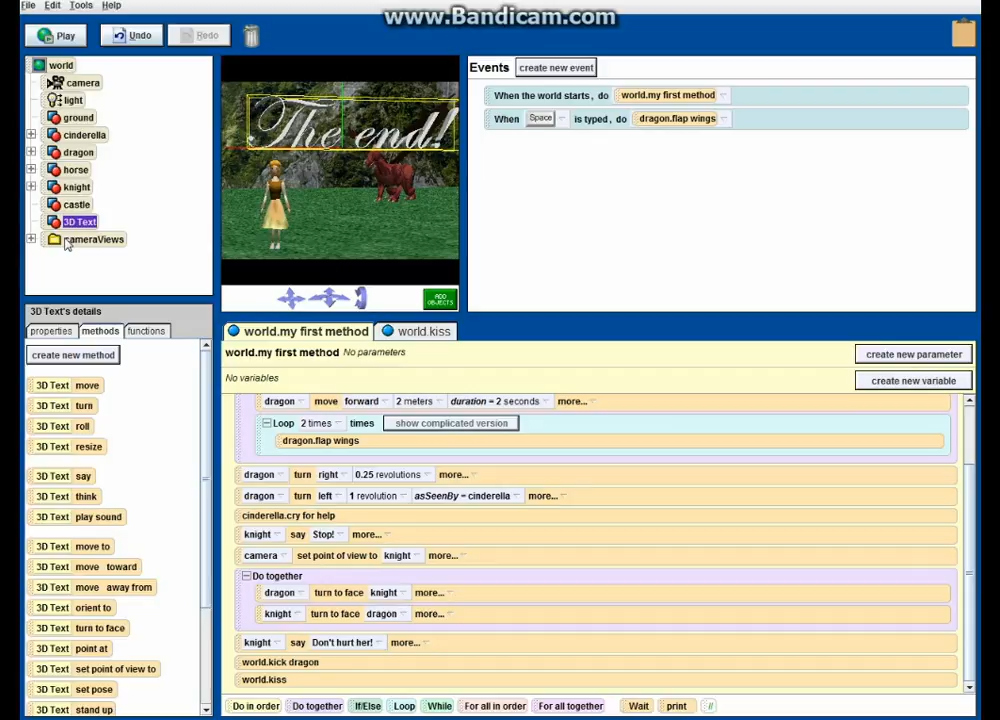 www.Bandicam.com
File Edit Tools Help
Play Undo Redo
world
camera
light
ground
cinderella
dragon
horse
knight
castle
3D Text
cameraViews
The end!
ADD OBJECTS
Events create new event
When the world starts, do world.my first method
When Space is typed, do dragon.flap wings
3D Text's details
properties methods functions
create new method
3D Text move
3D Text turn
3D Text roll
3D Text resize
3D Text say
3D Text think
3D Text play sound
3D Text move to
3D Text move toward
3D Text move away from
3D Text orient to
3D Text turn to face
3D Text point at
3D Text set point of view to
3D Text set pose
3D Text stand up
world.my first method world.kiss
world.my first method No parameters
create new parameter
No variables
create new variable
dragon move forward 2 meters duration = 2 seconds more...
Loop 2 times times show complicated version
dragon.flap wings
dragon turn right 0.25 revolutions more...
dragon turn left 1 revolution asSeenBy = cinderella more...
cinderella.cry for help
knight say Stop! more...
camera set point of view to knight more...
Do together
dragon turn to face knight more...
knight turn to face dragon more...
knight say Don't hurt her! more...
world.kick dragon
world.kiss
Do in order Do together If/Else Loop While For all in order For all together Wait print //